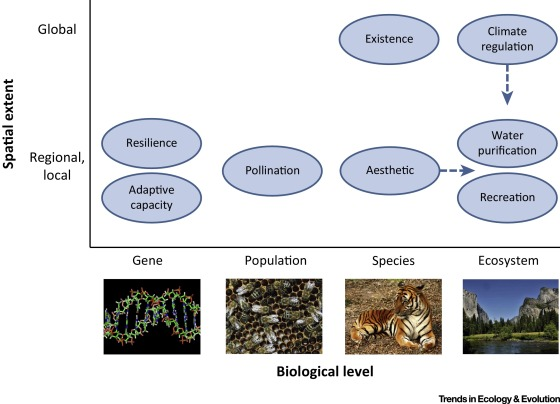 Global
Existence
Climate
regulation
Spatial extent
Regional,
local
Resilience
Adaptive
capacity
Pollination
Aesthetic
Water
purification
Recreation
Gene
Population
Species
Ecosystem
Biological level
Trends in Ecology & Evolution